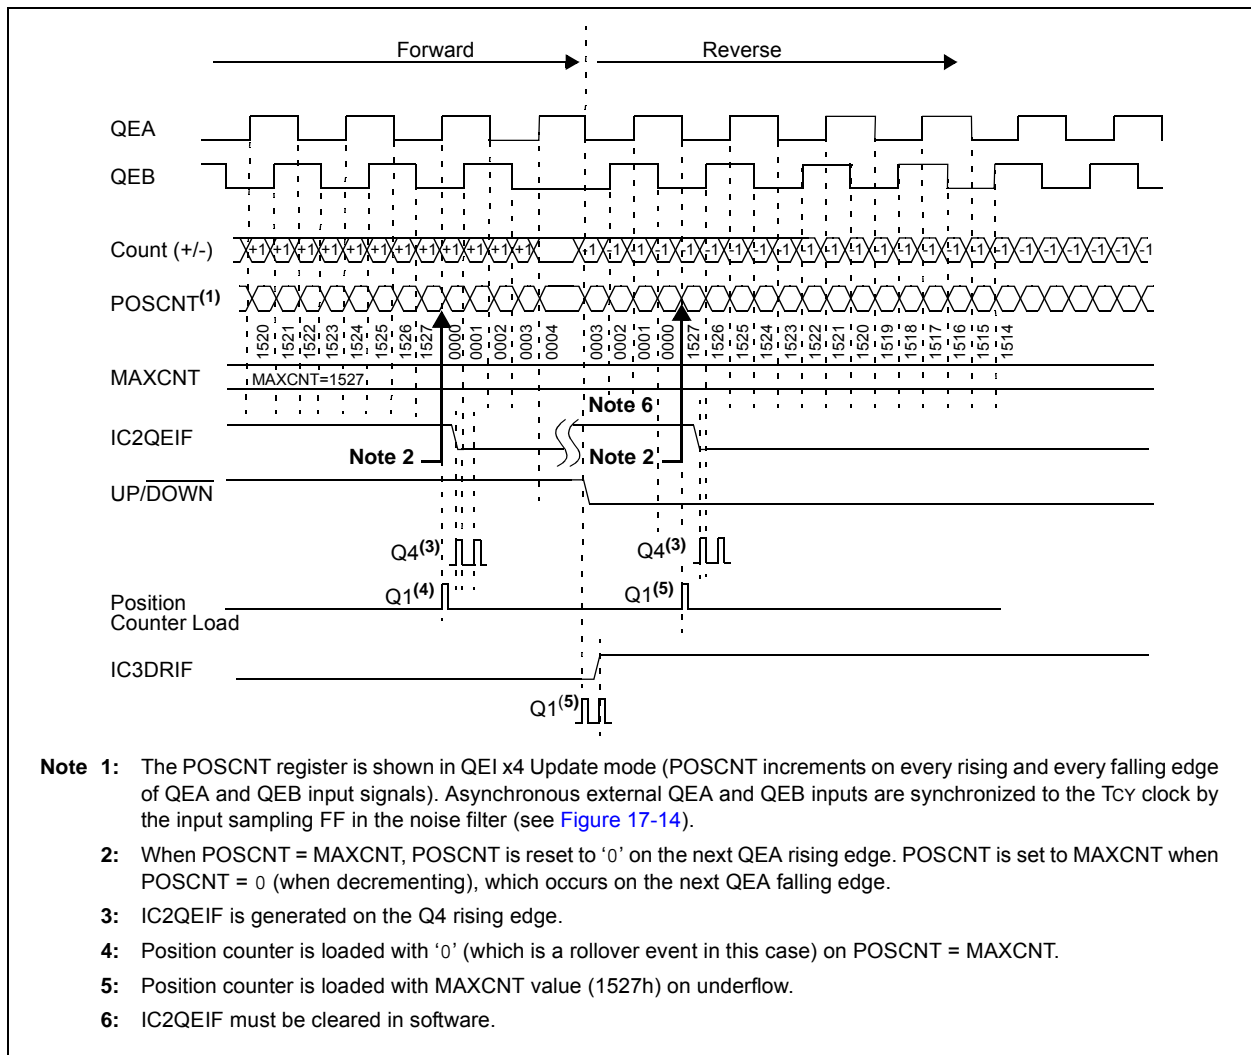 Forward Reverse
QEA
QEB
Count (+/-) +1 +1 +1 +1 +1 +1 +1 +1 +1 +1 +1 +1 -1 -1 -1 -1 -1 -1 -1 -1 -1 -1 -1 -1 -1 -1 -1 -1 -1 -1 -1 -1 -1 -1 -1 -1
POSCNT(1)
1520 1521 1522 1523 1524 1525 1526 1527 0000 0001 0002 0003 0004 0003 0002 0001 0000 1527 1526 1525 1524 1523 1522 1521 1520 1519 1518 1517 1516 1515 1514
MAXCNT MAXCNT=1527
Note 6
IC2QEIF
Note 2 Note 2
UP/DOWN
Q4(3) Q4(3)
Q1(4) Q1(5)
Position
Counter Load
IC3DRIF
Q1(5)
Note 1: The POSCNT register is shown in QEI x4 Update mode (POSCNT increments on every rising and every falling edge
of QEA and QEB input signals). Asynchronous external QEA and QEB inputs are synchronized to the TCY clock by
the input sampling FF in the noise filter (see Figure 17-14).
2: When POSCNT = MAXCNT, POSCNT is reset to ‘0’ on the next QEA rising edge. POSCNT is set to MAXCNT when
POSCNT = 0 (when decrementing), which occurs on the next QEA falling edge.
3: IC2QEIF is generated on the Q4 rising edge.
4: Position counter is loaded with ‘0’ (which is a rollover event in this case) on POSCNT = MAXCNT.
5: Position counter is loaded with MAXCNT value (1527h) on underflow.
6: IC2QEIF must be cleared in software.